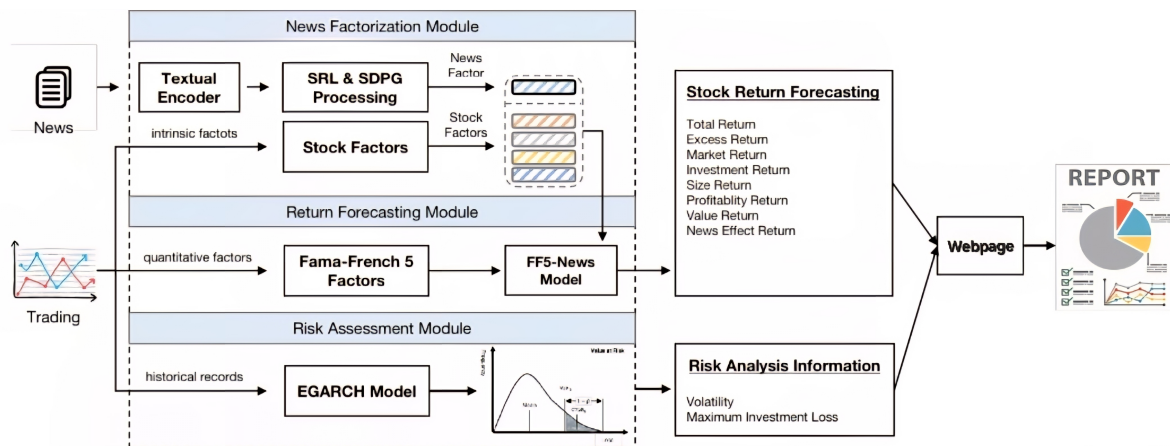 News Factorization Module
News
Textual
Encoder
SRL & SDPG
Processing
News
Factor
intrinsic factots
Stock Factors
Stock
Factors
Return Forecasting Module
Trading
quantitative factors
Fama-French 5
Factors
FF5-News
Model
Risk Assessment Module
historical records
EGARCH Model
Value at Risk
Frequency
Stock Return Forecasting
Total Return
Excess Return
Market Return
Investment Return
Size Return
Profitablity Return
Value Return
News Effect Return
Risk Analysis Information
Volatility
Maximum Investment Loss
Webpage
REPORT